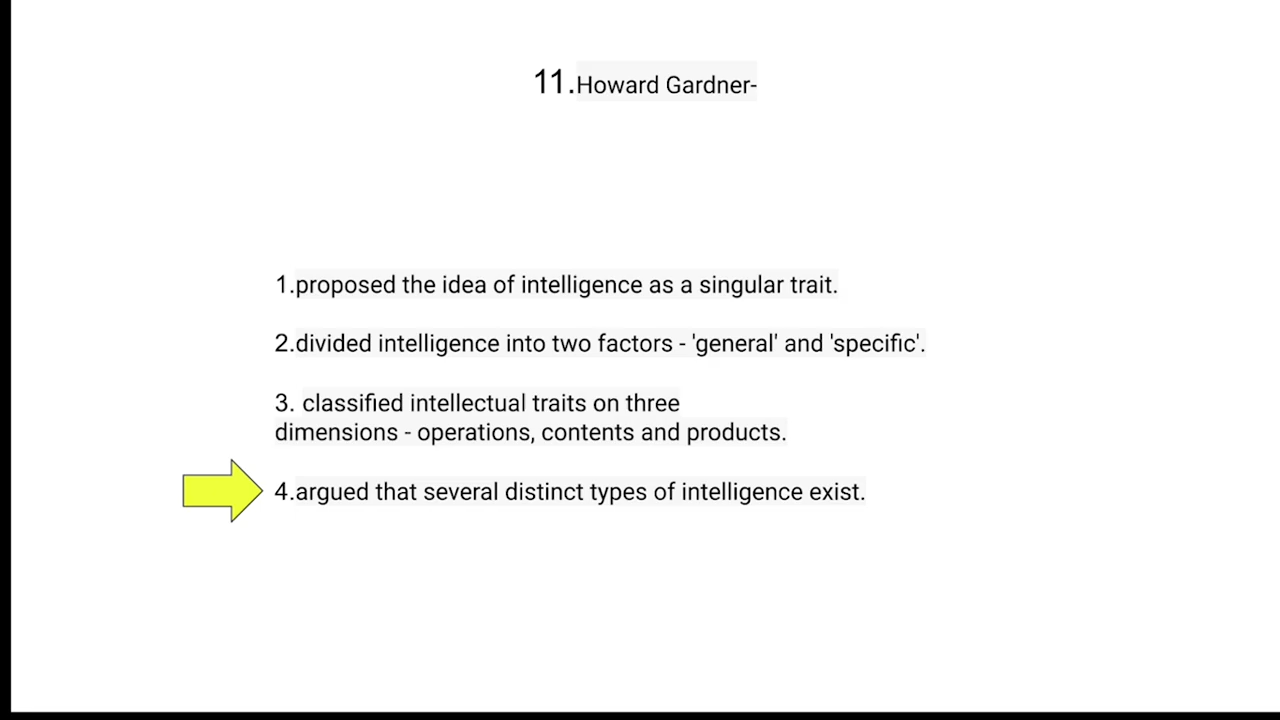 11.Howard Gardner-
1.proposed the idea of intelligence as a singular trait.
2.divided intelligence into two factors - 'general' and 'specific'.
3. classified intellectual traits on three
dimensions - operations, contents and products.
4.argued that several distinct types of intelligence exist.